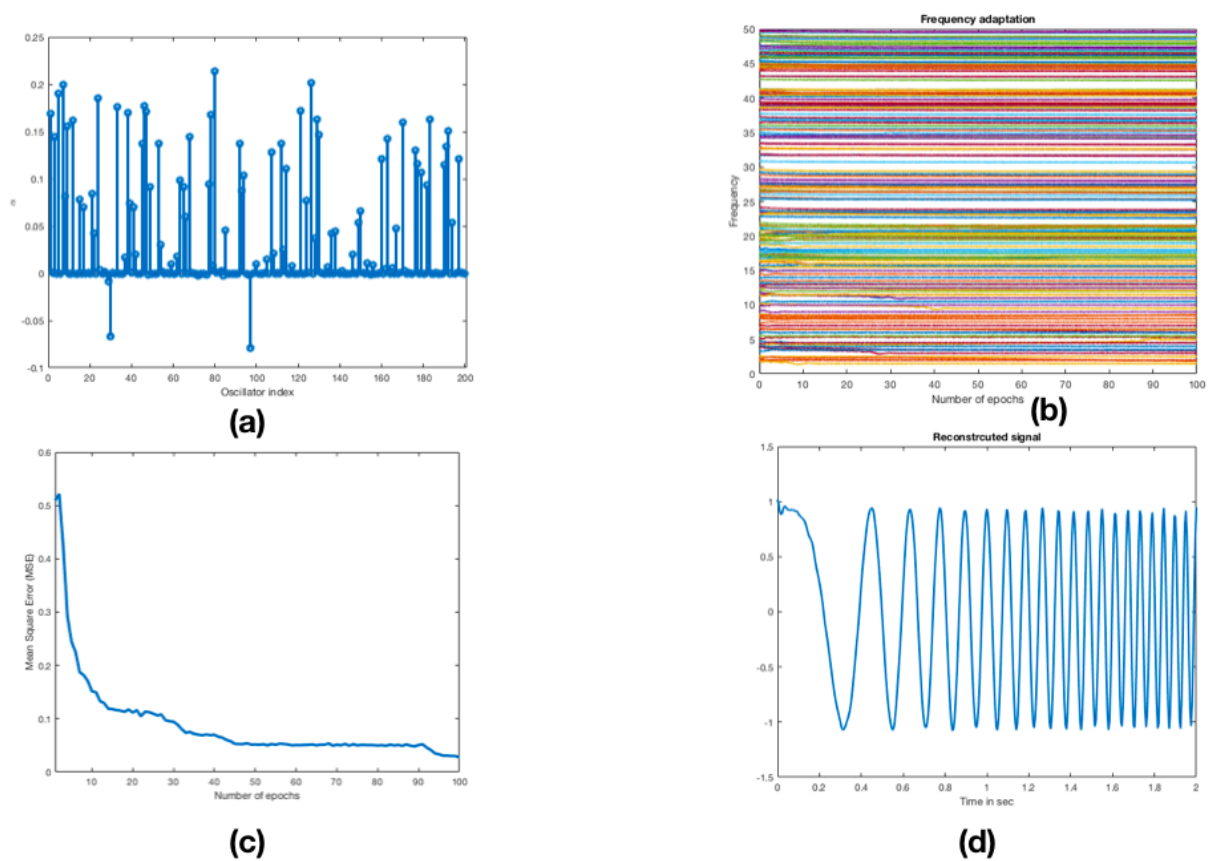 0.25
0.2
0.15
0.1
0.05
0
-0.05
-0.1
0 20 40 60 80 100 120 140 160 180 200
Oscillator index
(a)
Frequency adaptation
Frequency
50
45
40
35
30
25
20
15
10
5
0
0 10 20 30 40 50 60 70 80 90 100
Number of epochs
(b)
Mean Square Error (MSE)
0.6
0.5
0.4
0.3
0.2
0.1
0
10 20 30 40 50 60 70 80 90 100
Number of epochs
(c)
Reconstrcuted signal
1.5
1
0.5
0
-0.5
-1
-1.5
0 0.2 0.4 0.6 0.8 1 1.2 1.4 1.6 1.8 2
Time in sec
(d)